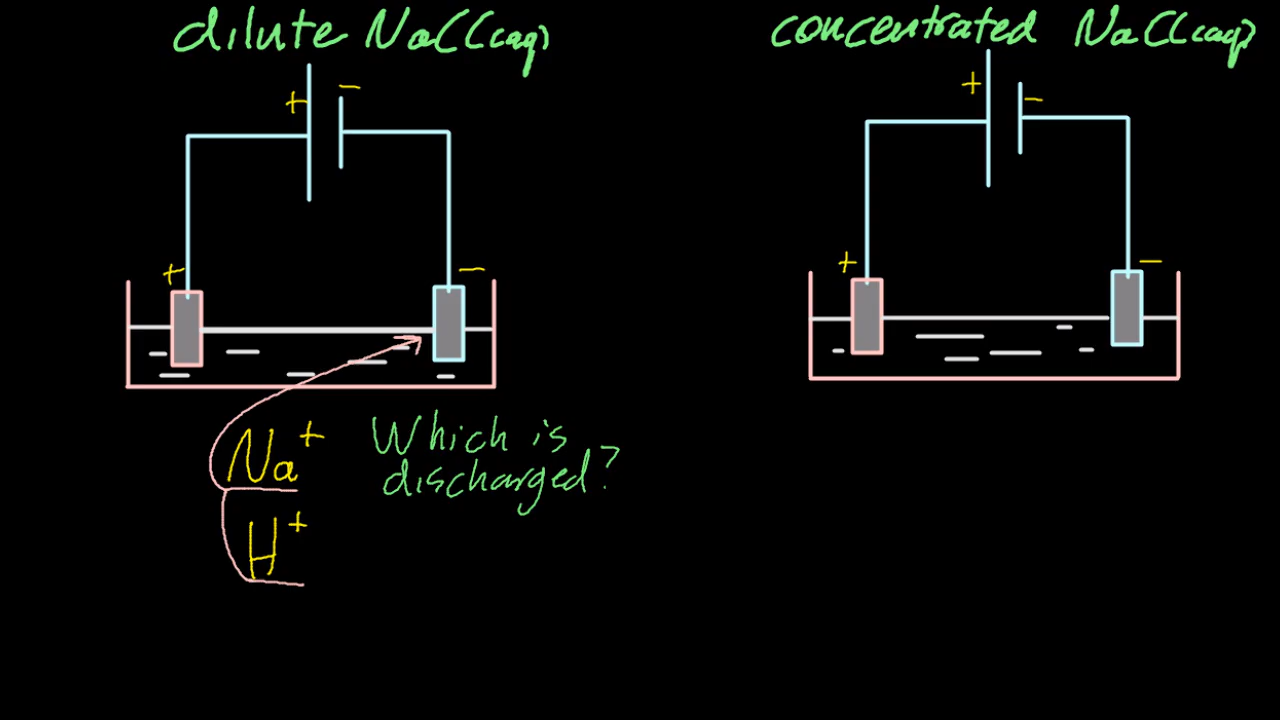 dilute NaCl(aq)
concentrated NaCl(aq)
+ −
+ −
+ −
+ −
Na⁺
Which is
discharged?
H⁺